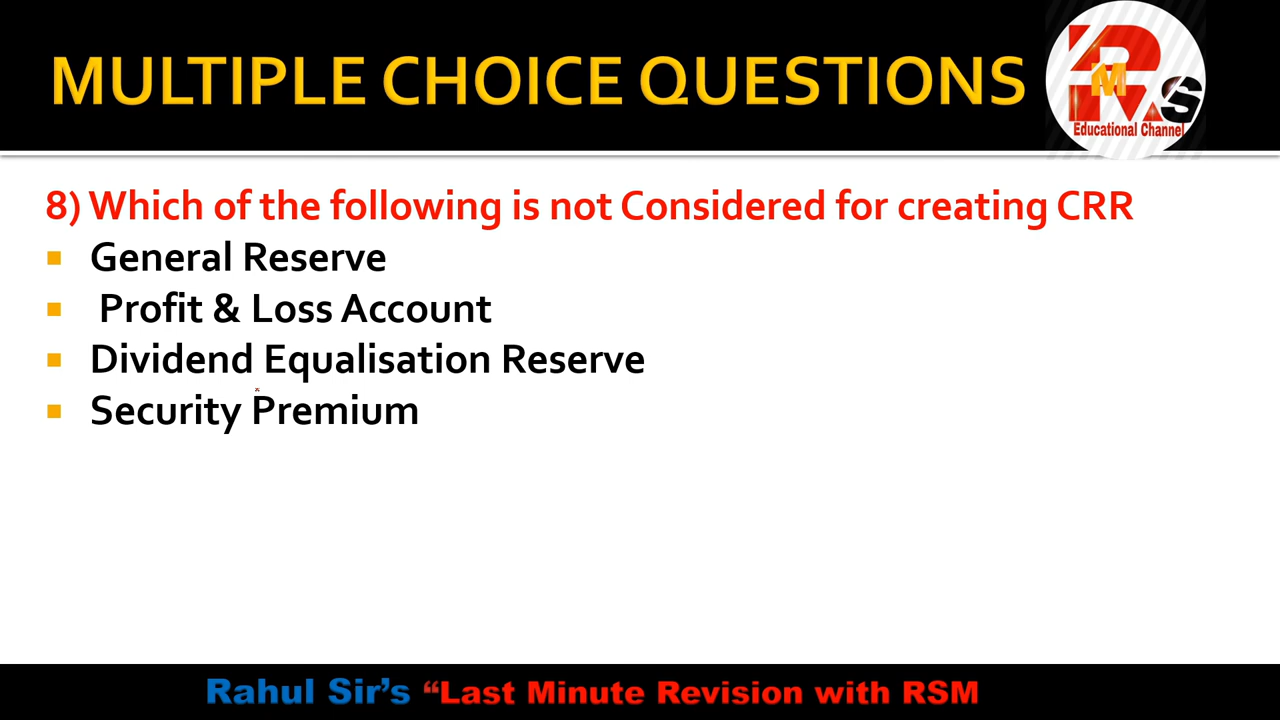 MULTIPLE CHOICE QUESTIONS
RMS
Educational Channel
8) Which of the following is not Considered for creating CRR
General Reserve
Profit & Loss Account
Dividend Equalisation Reserve
Security Premium
Rahul Sir’s “Last Minute Revision with RSM